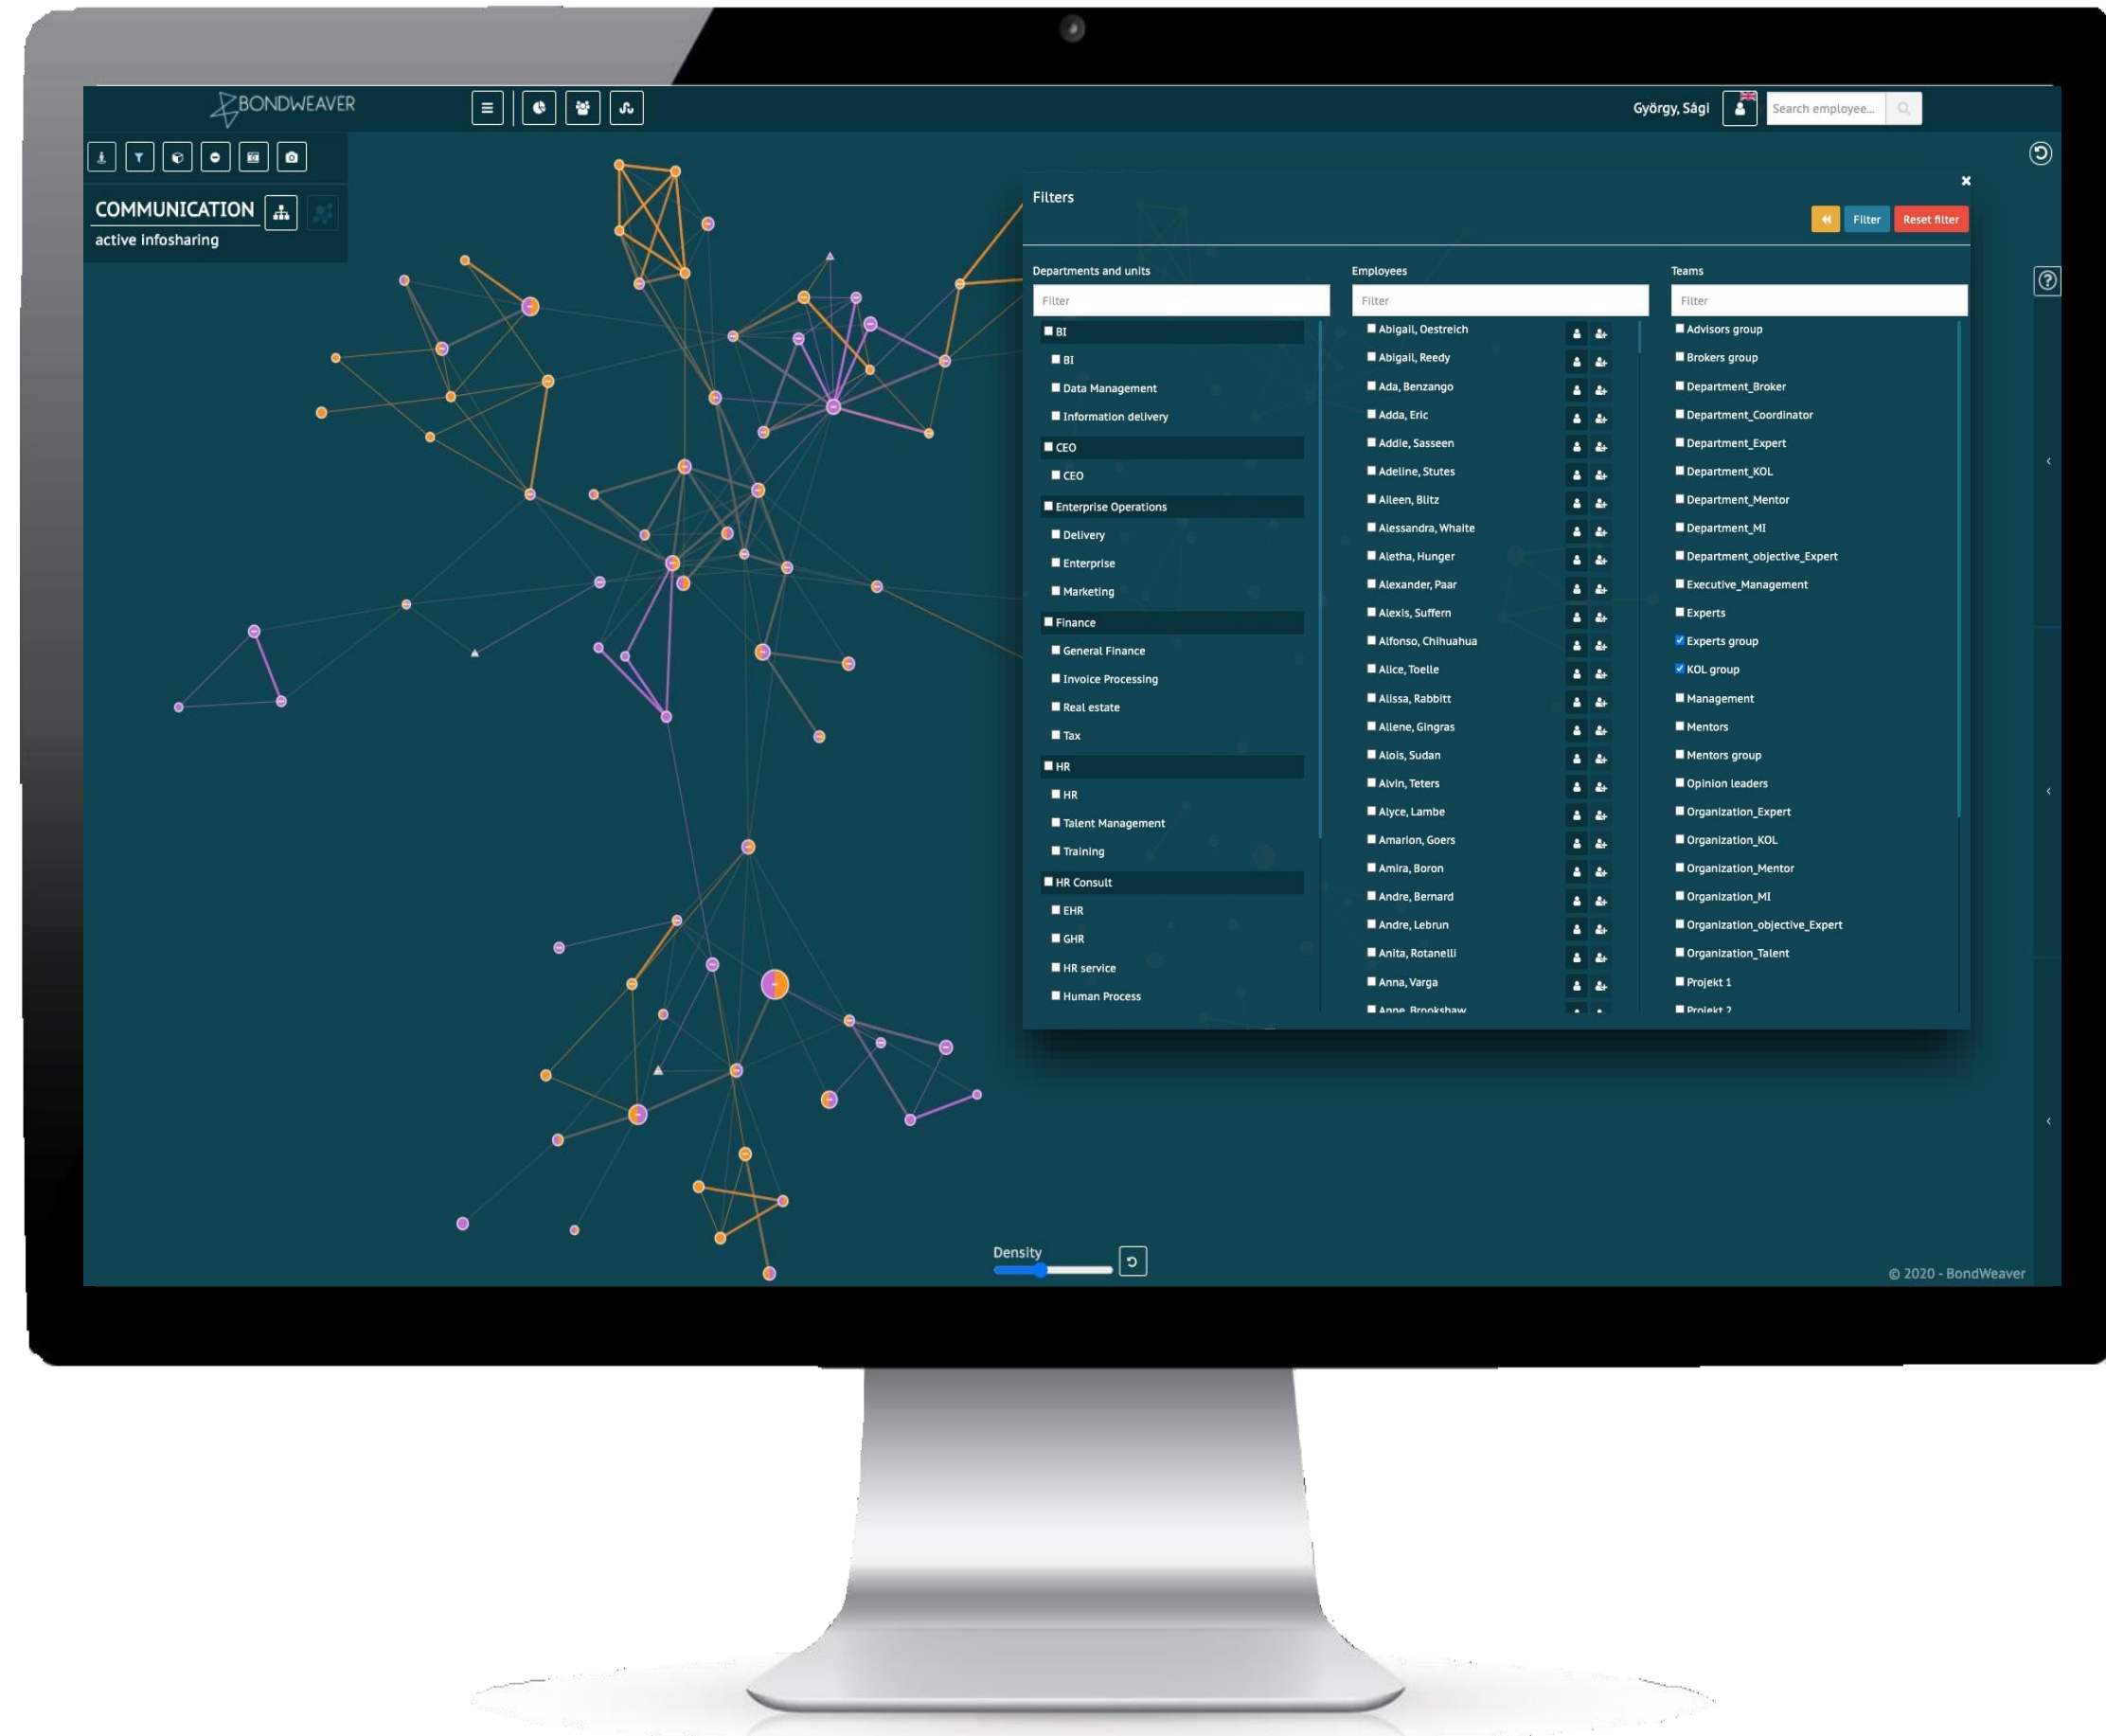 BONDWEAVER
György, Sági
Search employee...
COMMUNICATION
active infosharing
Filters
Filter
Reset filter
Departments and units
Filter
BI
BI
Data Management
Information delivery
CEO
CEO
Enterprise Operations
Delivery
Enterprise
Marketing
Finance
General Finance
Invoice Processing
Real estate
Tax
HR
HR
Talent Management
Training
HR Consult
EHR
GHR
HR service
Human Process
Employees
Filter
Abigail, Oestreich
Abigail, Reedy
Ada, Benzango
Adda, Eric
Addie, Sasseen
Adeline, Stutes
Aileen, Blitz
Alessandra, Whaite
Aletha, Hunger
Alexander, Paar
Alexis, Suffern
Alfonso, Chihuahua
Alice, Toelle
Alissa, Rabbitt
Allene, Gingras
Alois, Sudan
Alvin, Teters
Alyce, Lambe
Amarion, Goers
Amira, Boron
Andre, Bernard
Andre, Lebrun
Anita, Rotanelli
Anna, Varga
Anne, Brookshaw
Teams
Filter
Advisors group
Brokers group
Department_Broker
Department_Coordinator
Department_Expert
Department_KOL
Department_Mentor
Department_MI
Department_objective_Expert
Executive_Management
Experts
Experts group
KOL group
Management
Mentors
Mentors group
Opinion leaders
Organization_Expert
Organization_KOL
Organization_Mentor
Organization_MI
Organization_objective_Expert
Organization_Talent
Projekt 1
Projekt 2
Density
© 2020 - BondWeaver